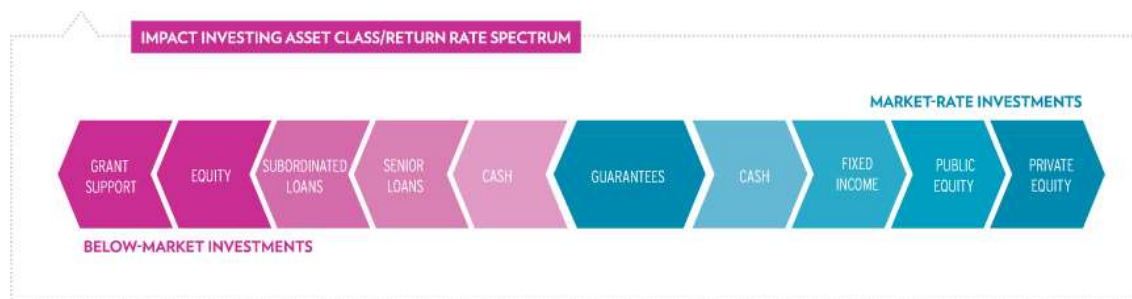 IMPACT INVESTING ASSET CLASS/RETURN RATE SPECTRUM
MARKET-RATE INVESTMENTS
GRANT
SUPPORT
EQUITY
SUBORDINATED
LOANS
SENIOR
LOANS
CASH
GUARANTEES
CASH
FIXED
INCOME
PUBLIC
EQUITY
PRIVATE
EQUITY
BELOW-MARKET INVESTMENTS